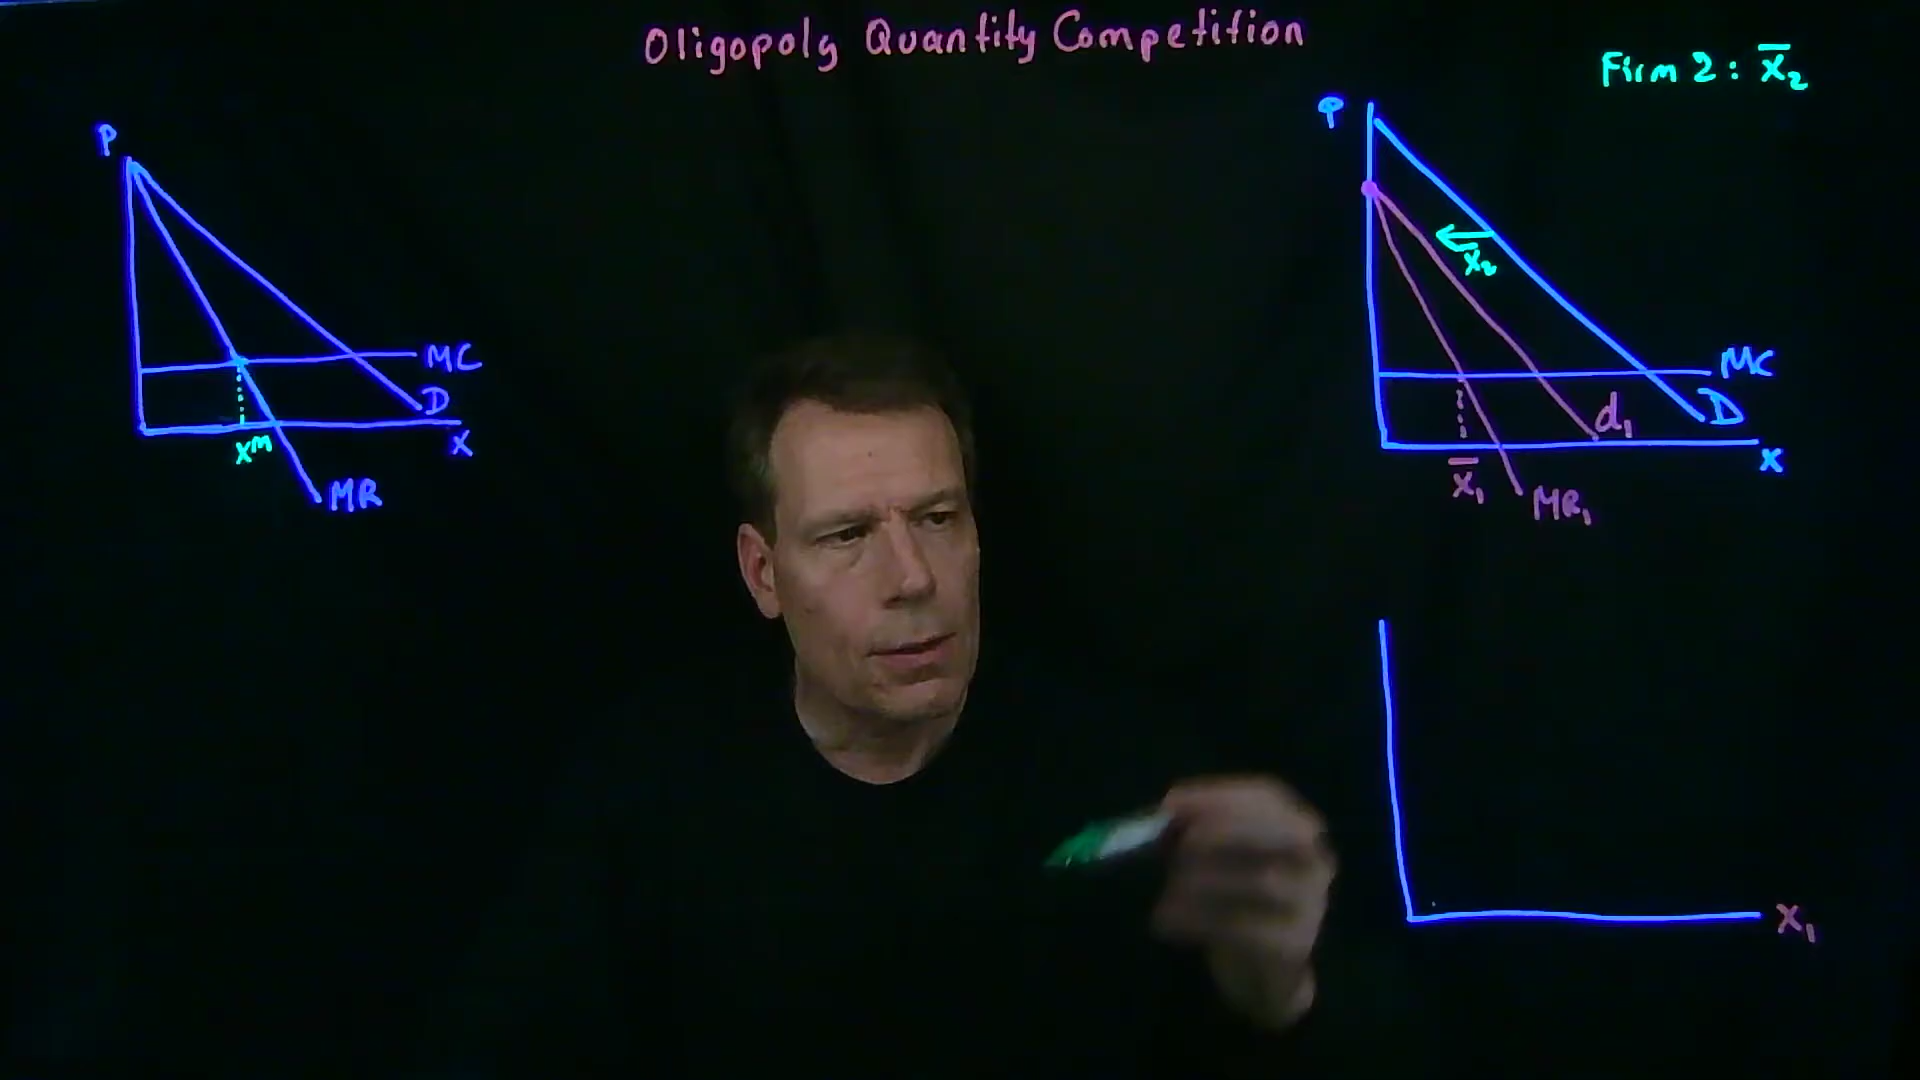 Oligopoly Quantity Competition
Firm 2: x̅₂
P
MC
D
x
xᴹ
MR
P
x̅₂
MC
D
d₁
x
x̅₁
MR₁
x₁